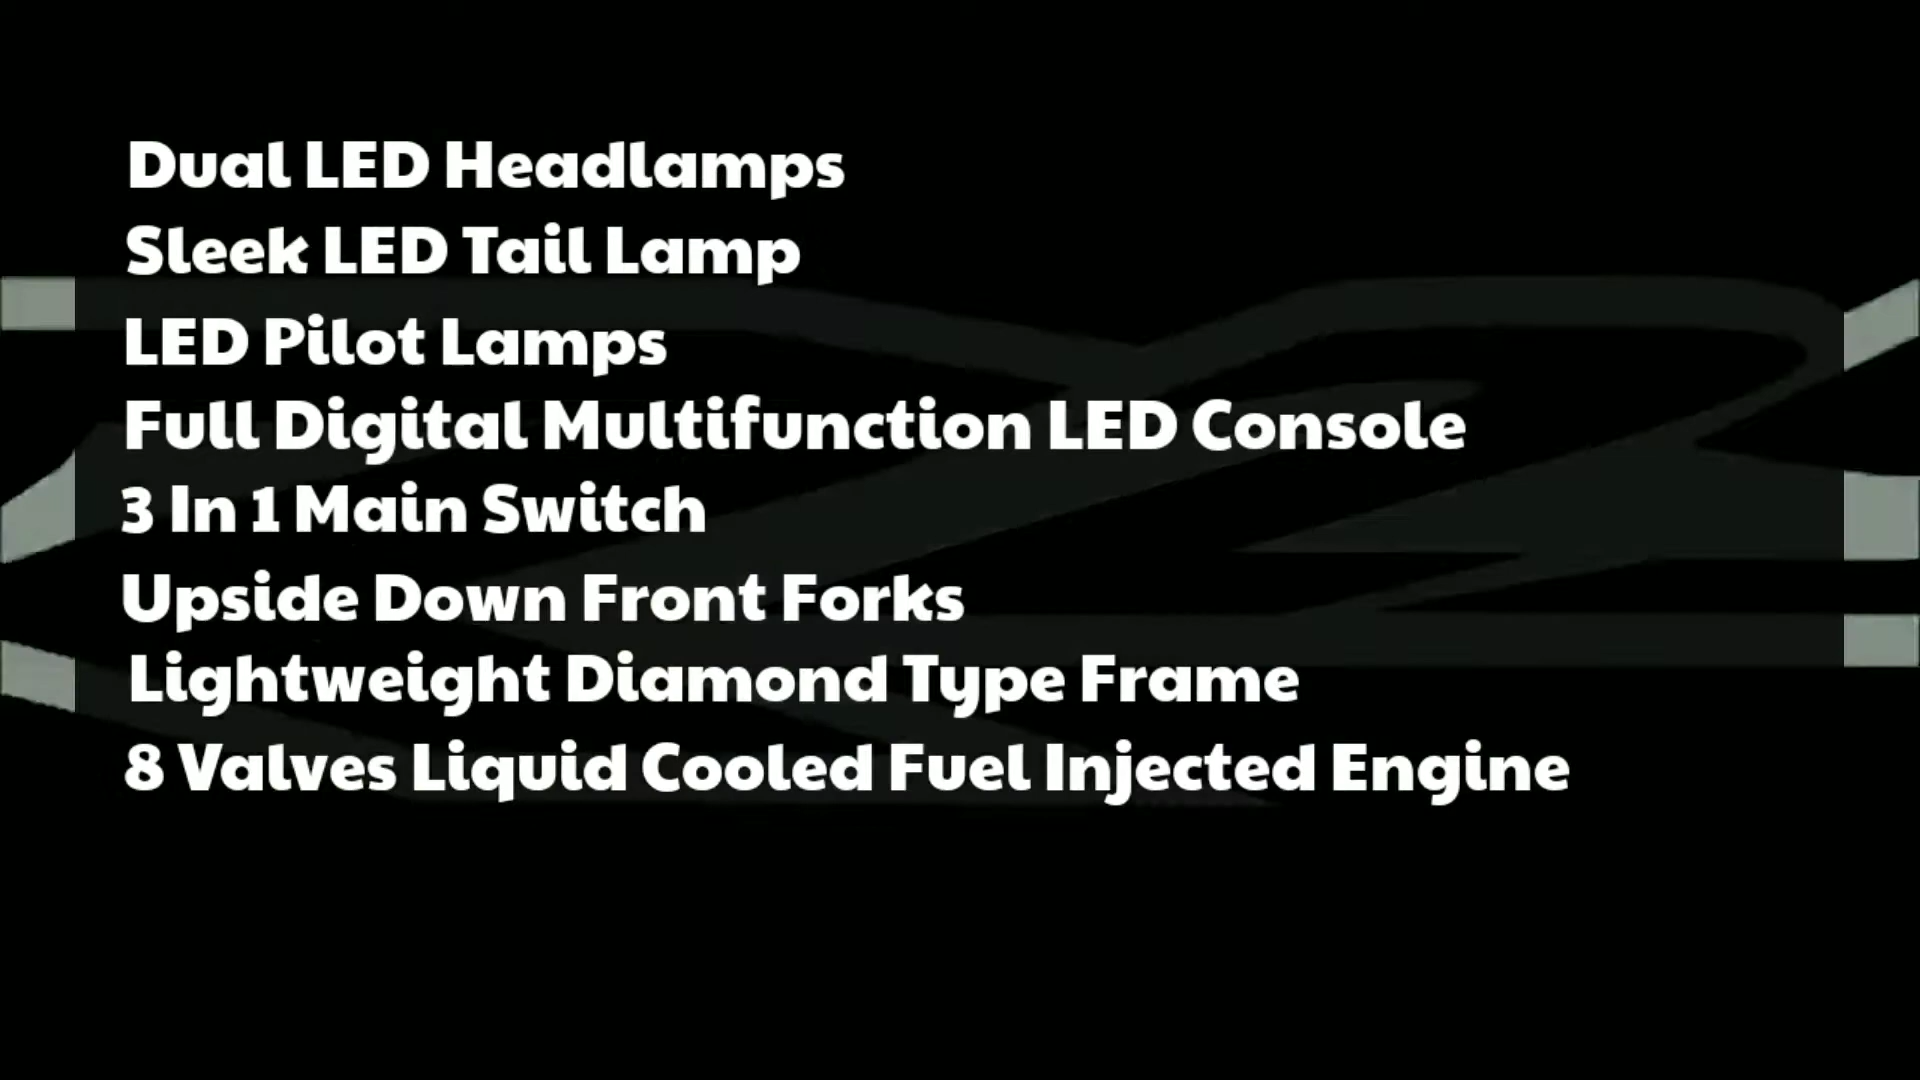 Dual LED Headlamps
Sleek LED Tail Lamp
LED Pilot Lamps
Full Digital Multifunction LED Console
3 In 1 Main Switch
Upside Down Front Forks
Lightweight Diamond Type Frame
8 Valves Liquid Cooled Fuel Injected Engine